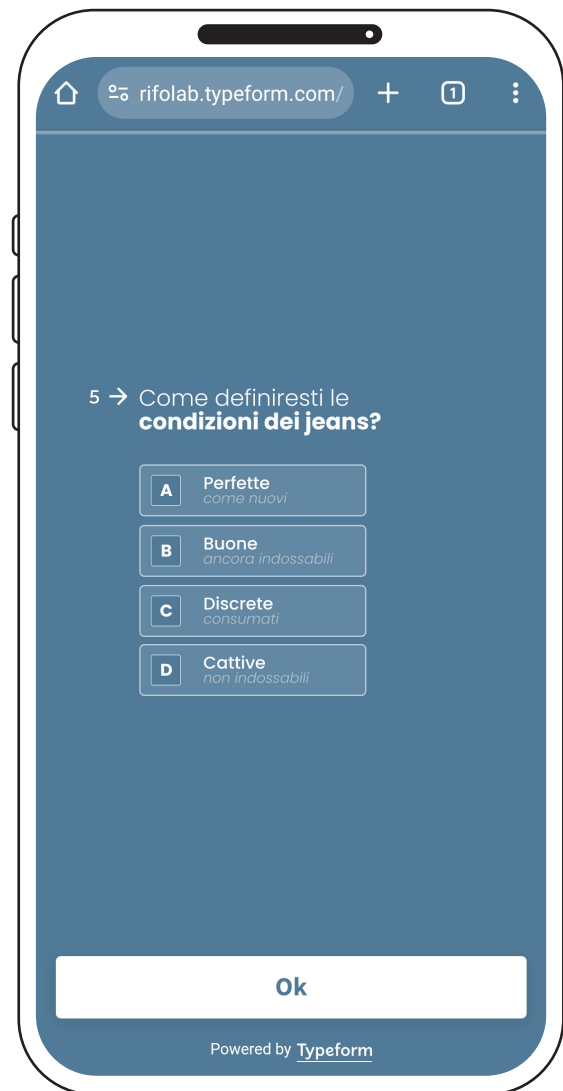 rifolab.typeform.com/
1
5 → Come definiresti le
condizioni dei jeans?
A Perfette
come nuovi
B Buone
ancora indossabili
C Discrete
consumati
D Cattive
non indossabili
Ok
Powered by Typeform